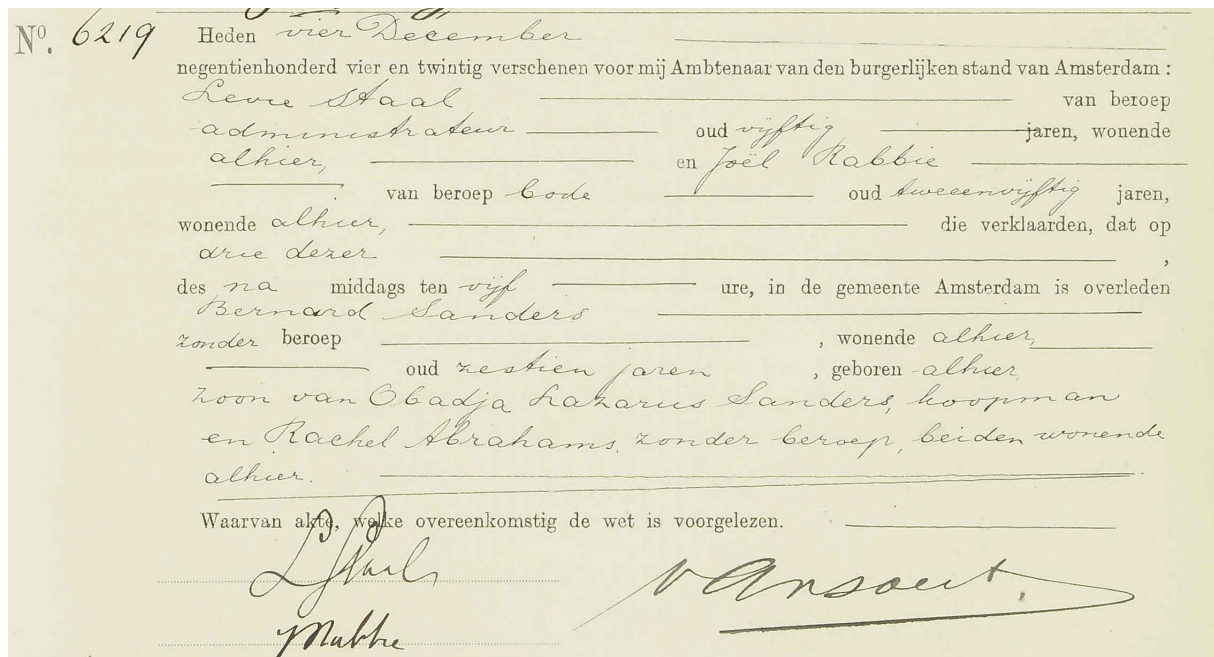 Nº. 6219 Heden vier December
negentienhonderd vier en twintig verschenen voor mij Ambtenaar van den burgerlijken stand van Amsterdam :
Levie Staal van beroep
administrateur oud vijftig jaren, wonende
alhier, en Joël Rabbie
van beroep bode oud tweeenvijftig jaren,
wonende alhier, die verklaarden, dat op
drie dezer ,
des na middags ten vijf ure, in de gemeente Amsterdam is overleden
Bernard Sanders
zonder beroep , wonende alhier,
oud zestien jaren , geboren alhier,
zoon van Obadja Lazarus Sanders, koopman
en Rachel Abrahams, zonder beroep, beiden wonende
alhier.
Waarvan akte, welke overeenkomstig de wet is voorgelezen.
L Staal